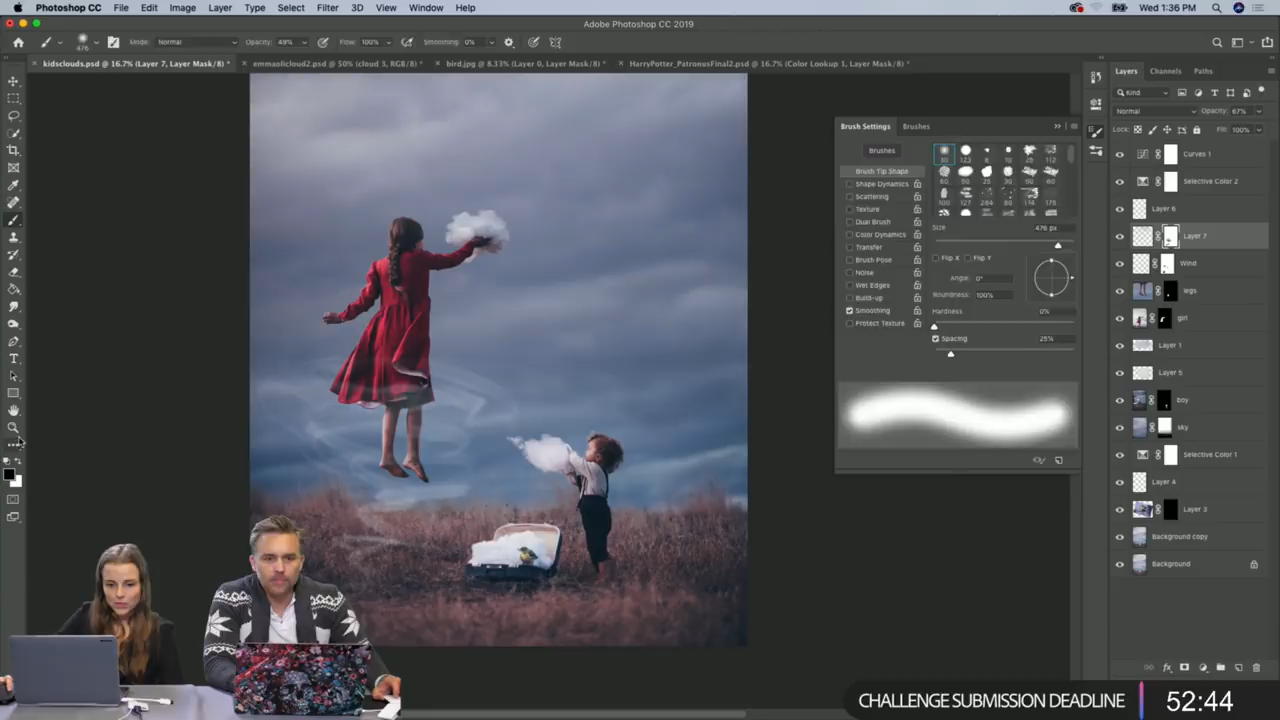 Photoshop CC File Edit Image Layer Type Select Filter 3D View Window Help
Wed 1:36 PM
Adobe Photoshop CC 2019
476
Mode: Normal
Opacity: 49%
Flow: 100%
Smoothing: 0%
kidsclouds.psd @ 16.7% (Layer 7, Layer Mask/8) *
emmaolicloud2.psd @ 50% (cloud 3, RGB/8) *
bird.jpg @ 8.33% (Layer 0, Layer Mask/8) *
HarryPotter_PatronusFinal2.psd @ 16.7% (Color Lookup 1, Layer Mask/8) *
Brush Settings
Brushes
Brushes
Brush Tip Shape
Shape Dynamics
Scattering
Texture
Dual Brush
Color Dynamics
Transfer
Brush Pose
Noise
Wet Edges
Build-up
Smoothing
Protect Texture
Size
476 px
Flip X
Flip Y
Angle: 0°
Roundness: 100%
Hardness
0%
Spacing
25%
Layers
Channels
Paths
Kind
Normal
Opacity: 67%
Lock:
Fill: 100%
Curves 1
Selective Color 2
Layer 6
Layer 7
Wind
legs
girl
Layer 1
Layer 5
boy
sky
Selective Color 1
Layer 4
Layer 3
Background copy
Background
CHALLENGE SUBMISSION DEADLINE
52:44